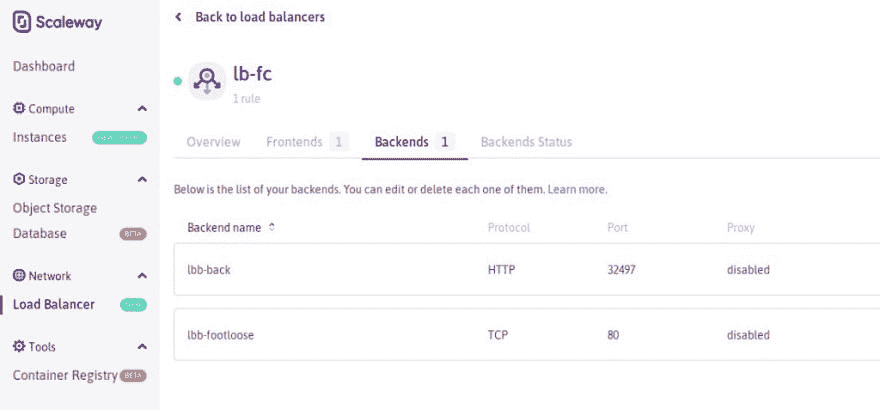 Scaleway
Dashboard
Compute
Instances
Storage
Object Storage
Database BETA
Network
Load Balancer
Tools
Container Registry BETA
Back to load balancers
lb-fc
1 rule
Overview Frontends 1 Backends 1 Backends Status
Below is the list of your backends. You can edit or delete each one of them. Learn more.
Backend name Protocol Port Proxy
lbb-back HTTP 32497 disabled
lbb-footloose TCP 80 disabled